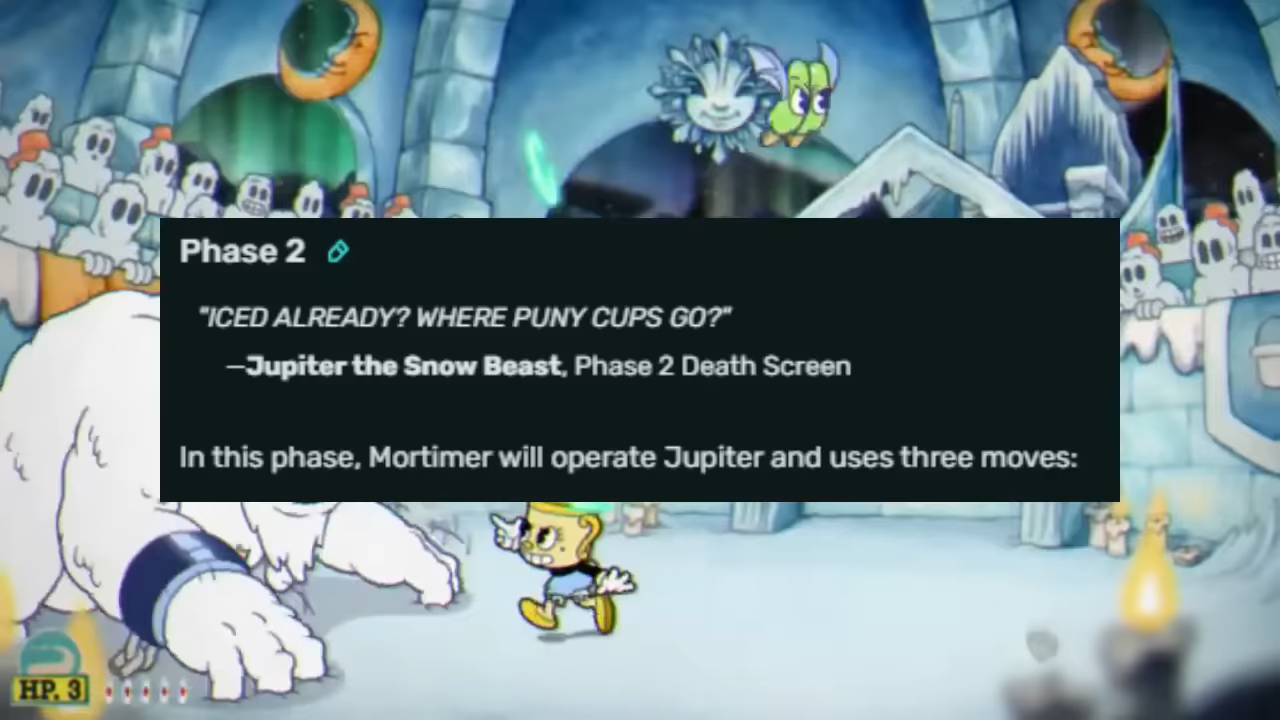 Phase 2
"ICED ALREADY? WHERE PUNY CUPS GO?"
—Jupiter the Snow Beast, Phase 2 Death Screen
In this phase, Mortimer will operate Jupiter and uses three moves:
HP. 3